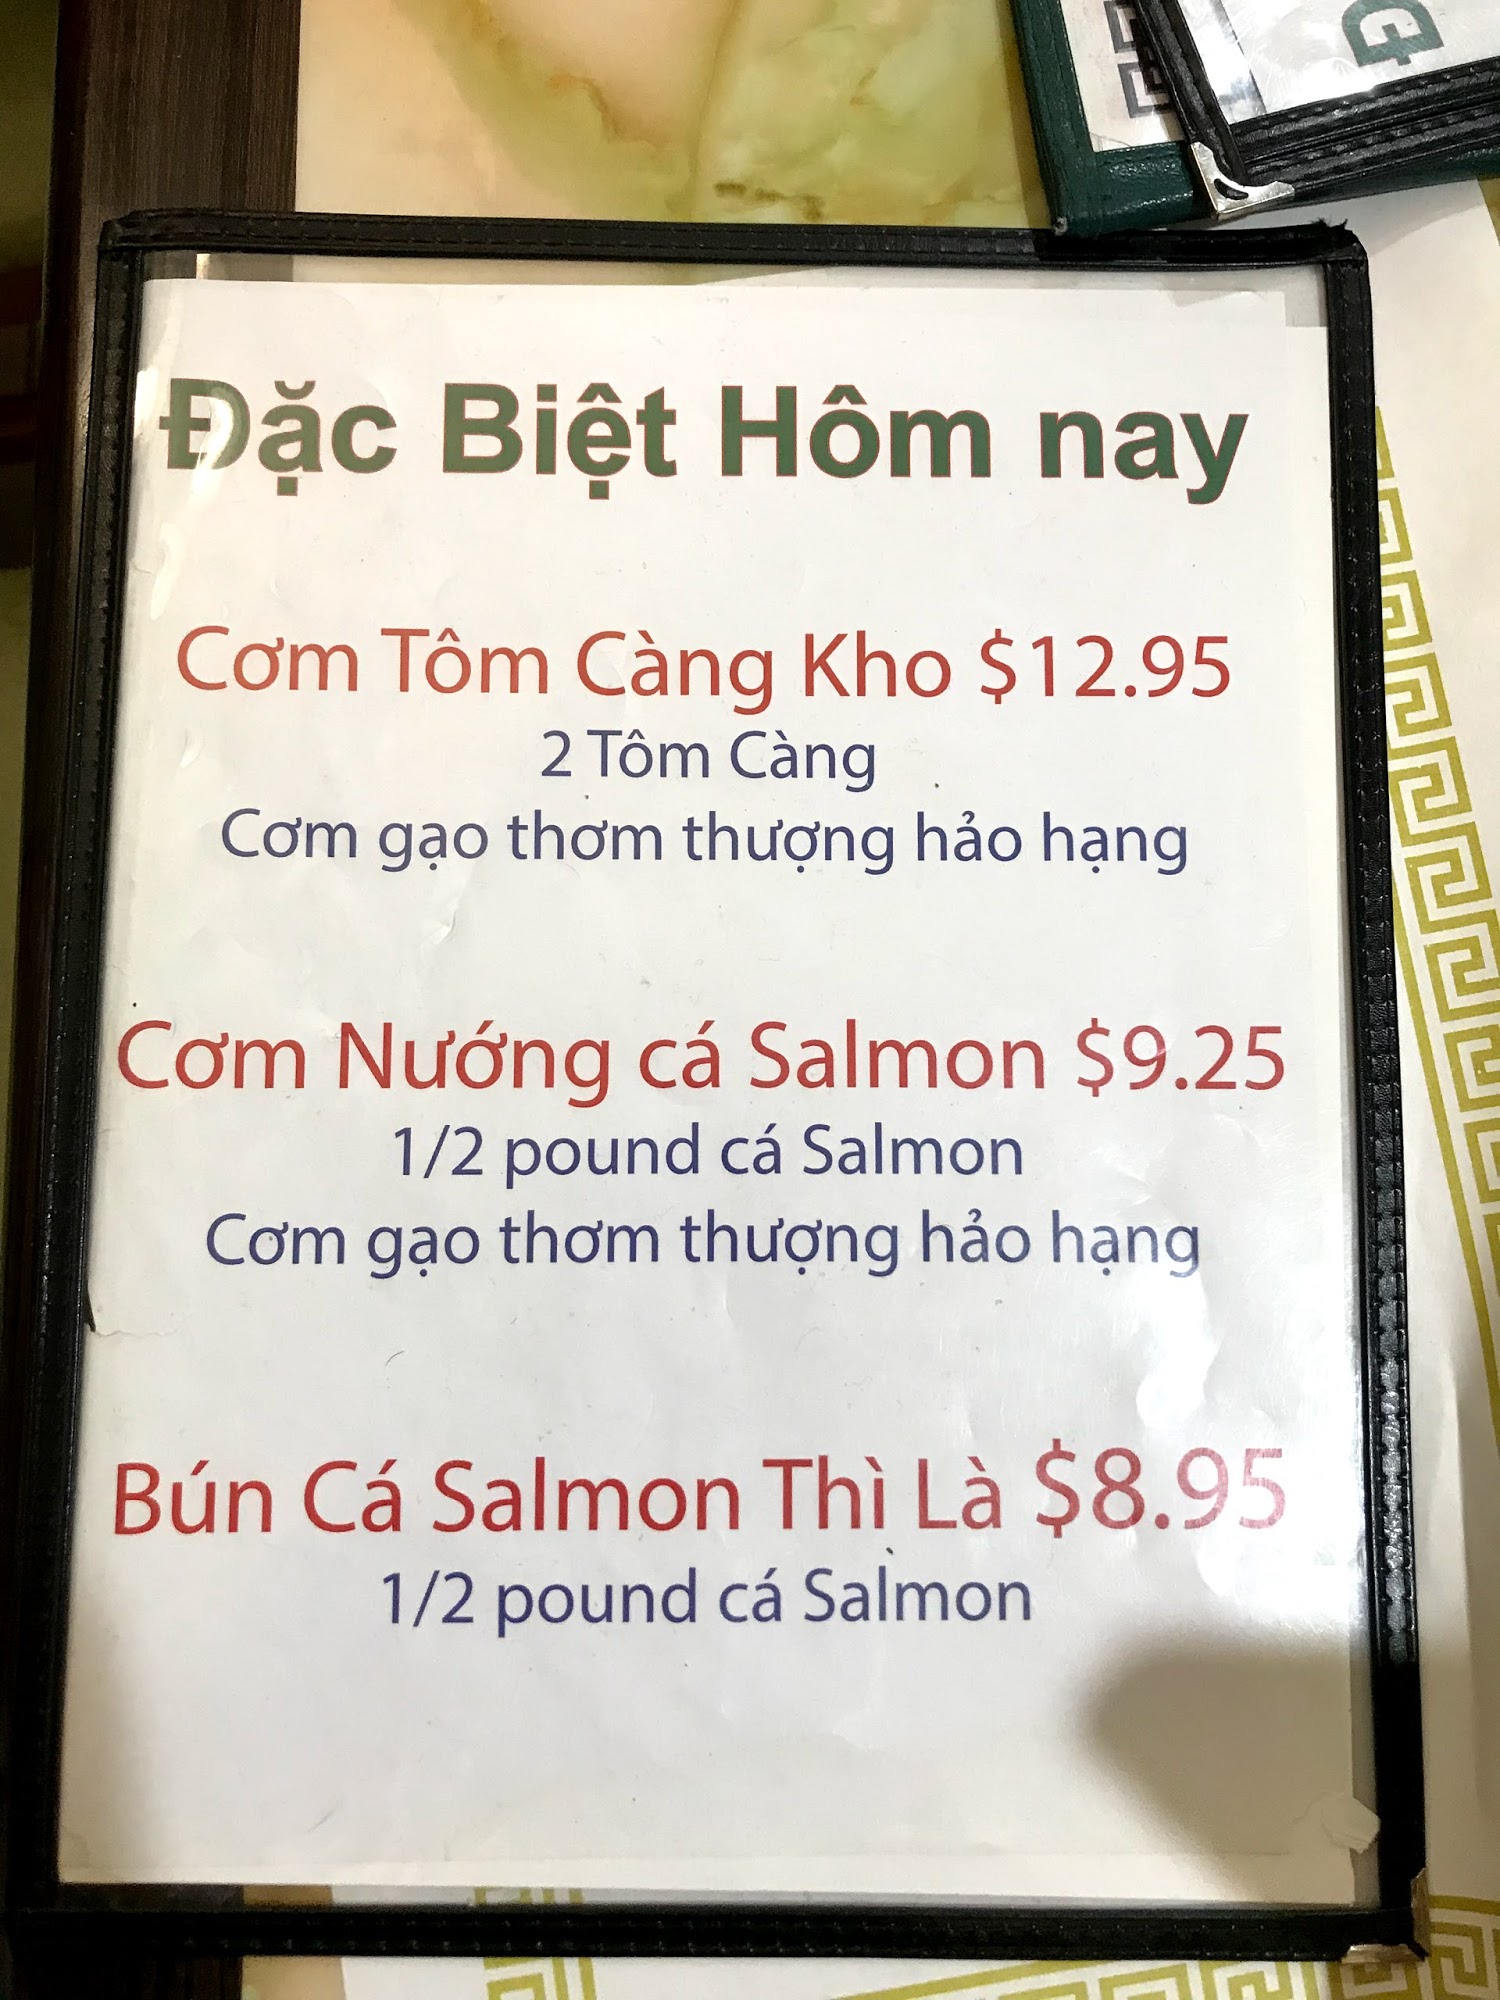 Đặc Biệt Hôm nay
Cơm Tôm Càng Kho $12.95
2 Tôm Càng
Cơm gạo thơm thượng hảo hạng
Cơm Nướng cá Salmon $9.25
1/2 pound cá Salmon
Cơm gạo thơm thượng hảo hạng
Bún Cá Salmon Thì Là $8.95
1/2 pound cá Salmon